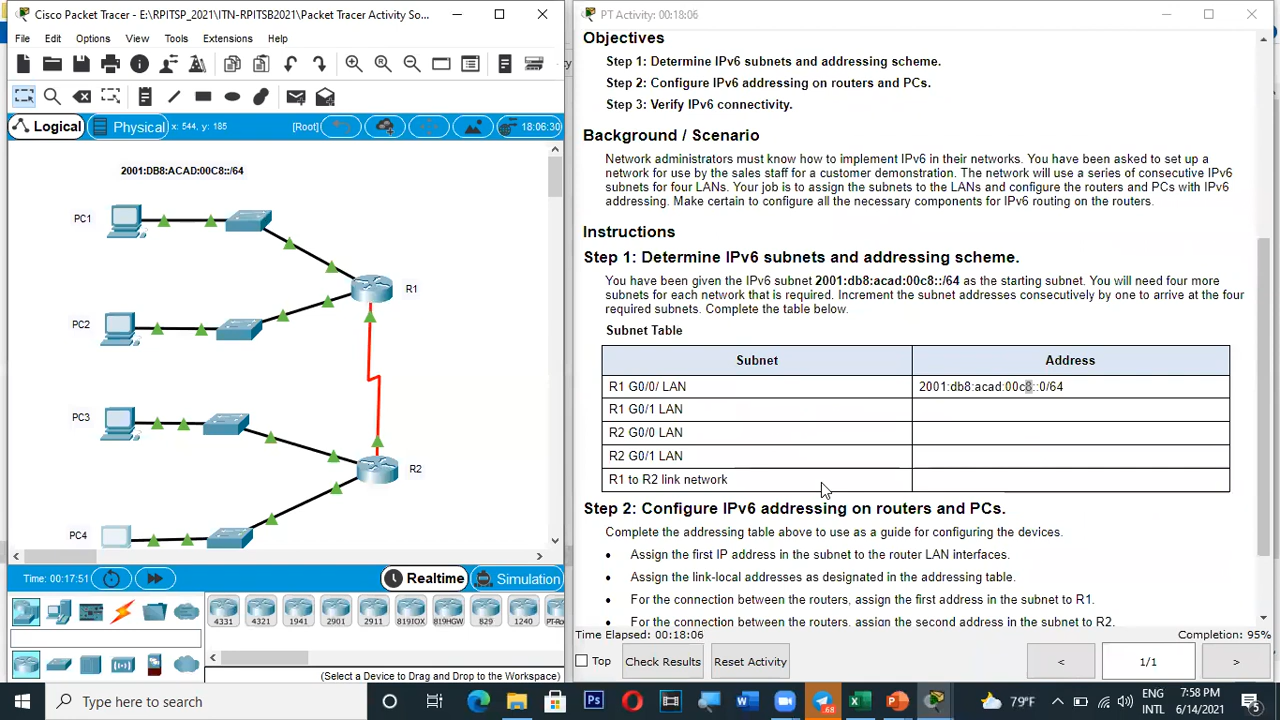 Cisco Packet Tracer - E:\RPITSP_2021\ITN-RPITSB2021\Packet Tracer Activity So...
File Edit Options View Tools Extensions Help
Logical Physical x: 544, y: 185 [Root] 18:06:30
2001:DB8:ACAD:00C8::/64
PC1
R1
PC2
PC3
R2
PC4
Time: 00:17:51 Realtime Simulation
4331 4321 1941 2901 2911 819IOX 819HGW 829 1240 PT-Ro
(Select a Device to Drag and Drop to the Workspace)
PT Activity: 00:18:06
Objectives
Step 1: Determine IPv6 subnets and addressing scheme.
Step 2: Configure IPv6 addressing on routers and PCs.
Step 3: Verify IPv6 connectivity.
Background / Scenario
Network administrators must know how to implement IPv6 in their networks. You have been asked to set up a
network for use by the sales staff for a customer demonstration. The network will use a series of consecutive IPv6
subnets for four LANs. Your job is to assign the subnets to the LANs and configure the routers and PCs with IPv6
addressing. Make certain to configure all the necessary components for IPv6 routing on the routers.
Instructions
Step 1: Determine IPv6 subnets and addressing scheme.
You have been given the IPv6 subnet 2001:db8:acad:00c8::/64 as the starting subnet. You will need four more
subnets for each network that is required. Increment the subnet addresses consecutively by one to arrive at the four
required subnets. Complete the table below.
Subnet Table
Subnet Address
R1 G0/0/ LAN 2001:db8:acad:00c8::0/64
R1 G0/1 LAN
R2 G0/0 LAN
R2 G0/1 LAN
R1 to R2 link network
Step 2: Configure IPv6 addressing on routers and PCs.
Complete the addressing table above to use as a guide for configuring the devices.
• Assign the first IP address in the subnet to the router LAN interfaces.
• Assign the link-local addresses as designated in the addressing table.
• For the connection between the routers, assign the first address in the subnet to R1.
• For the connection between the routers, assign the second address in the subnet to R2.
Time Elapsed: 00:18:06 Completion: 95%
Top Check Results Reset Activity < 1/1 >
Type here to search 68 79°F ENG INTL 7:58 PM 6/14/2021 5